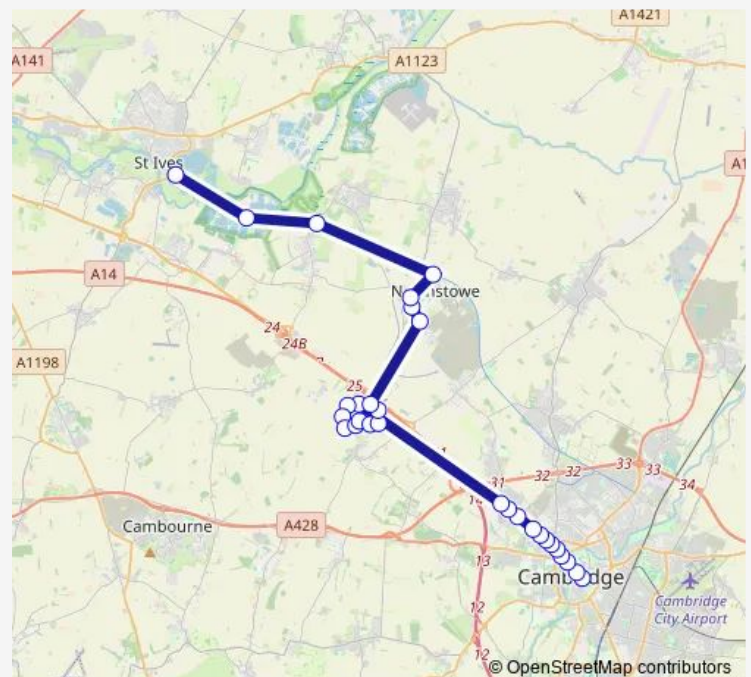 A1421
A141
A1123
St Ives
A14
24
24B
A1198
25
31
32
32
33
33
34
14
Cambourne
A428
13
Cambridge
12
12
Cambridge
City Airport
© OpenStreetMap contributors